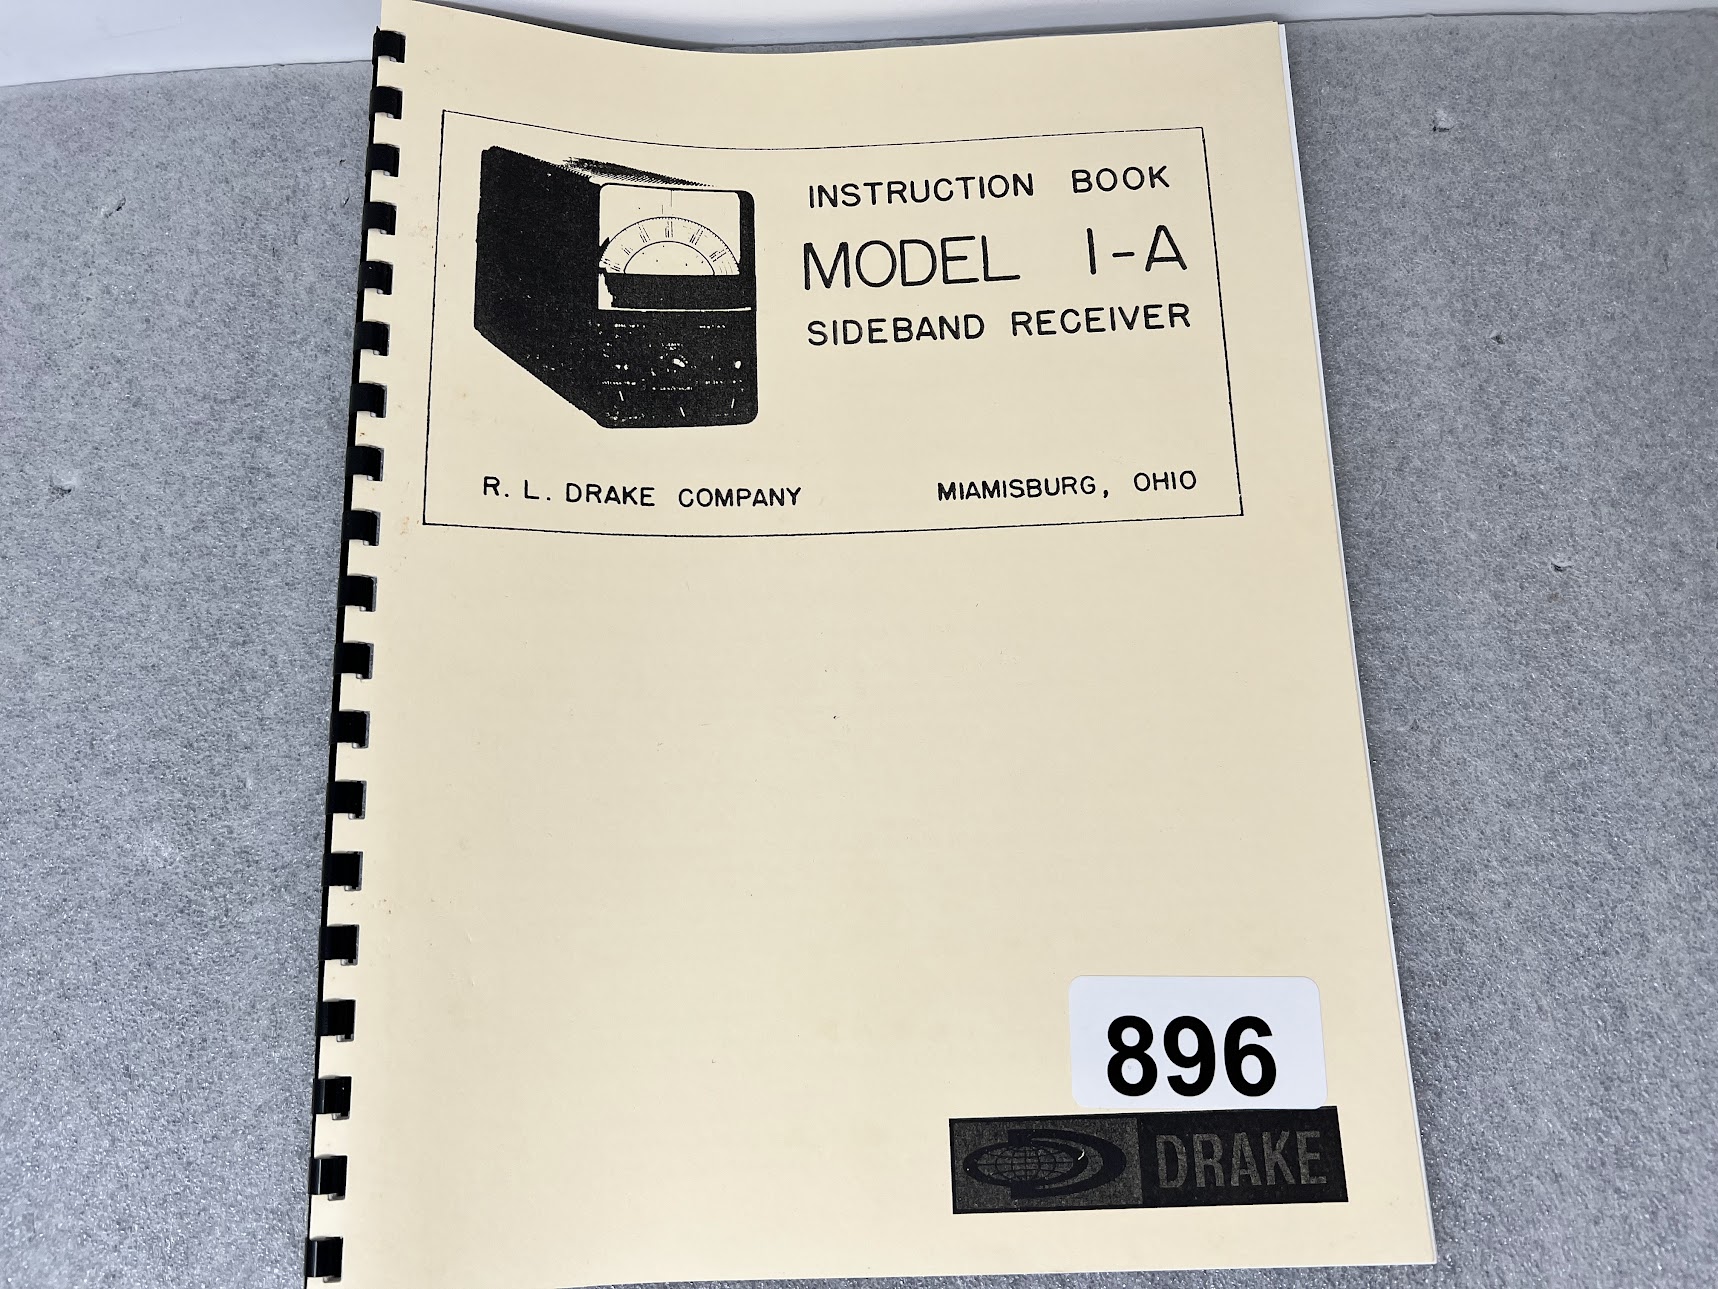 INSTRUCTION BOOK
MODEL 1-A
SIDEBAND RECEIVER
R. L. DRAKE COMPANY MIAMISBURG, OHIO
896
DRAKE